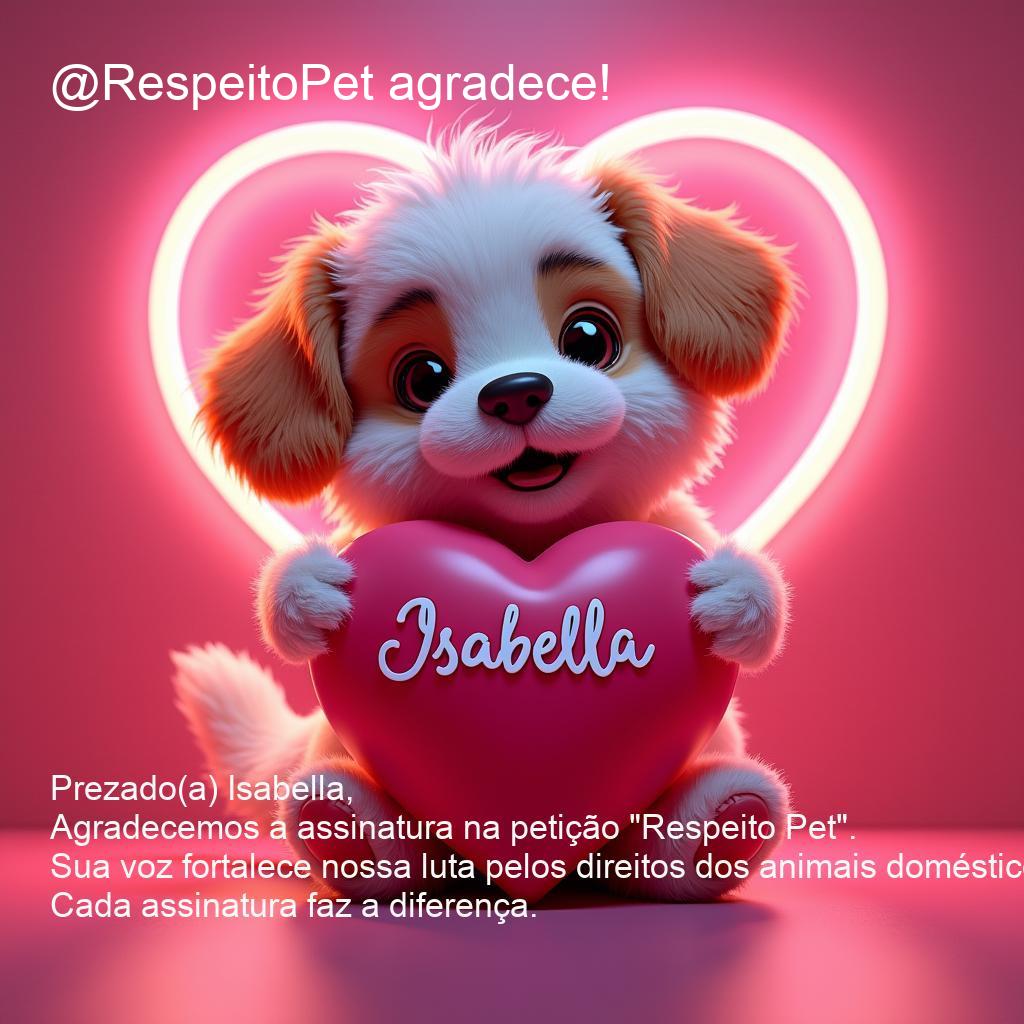 @RespeitoPet agradece!
Isabella
Prezado(a) Isabella,
Agradecemos a assinatura na petição "Respeito Pet".
Sua voz fortalece nossa luta pelos direitos dos animais doméstic
Cada assinatura faz a diferença.